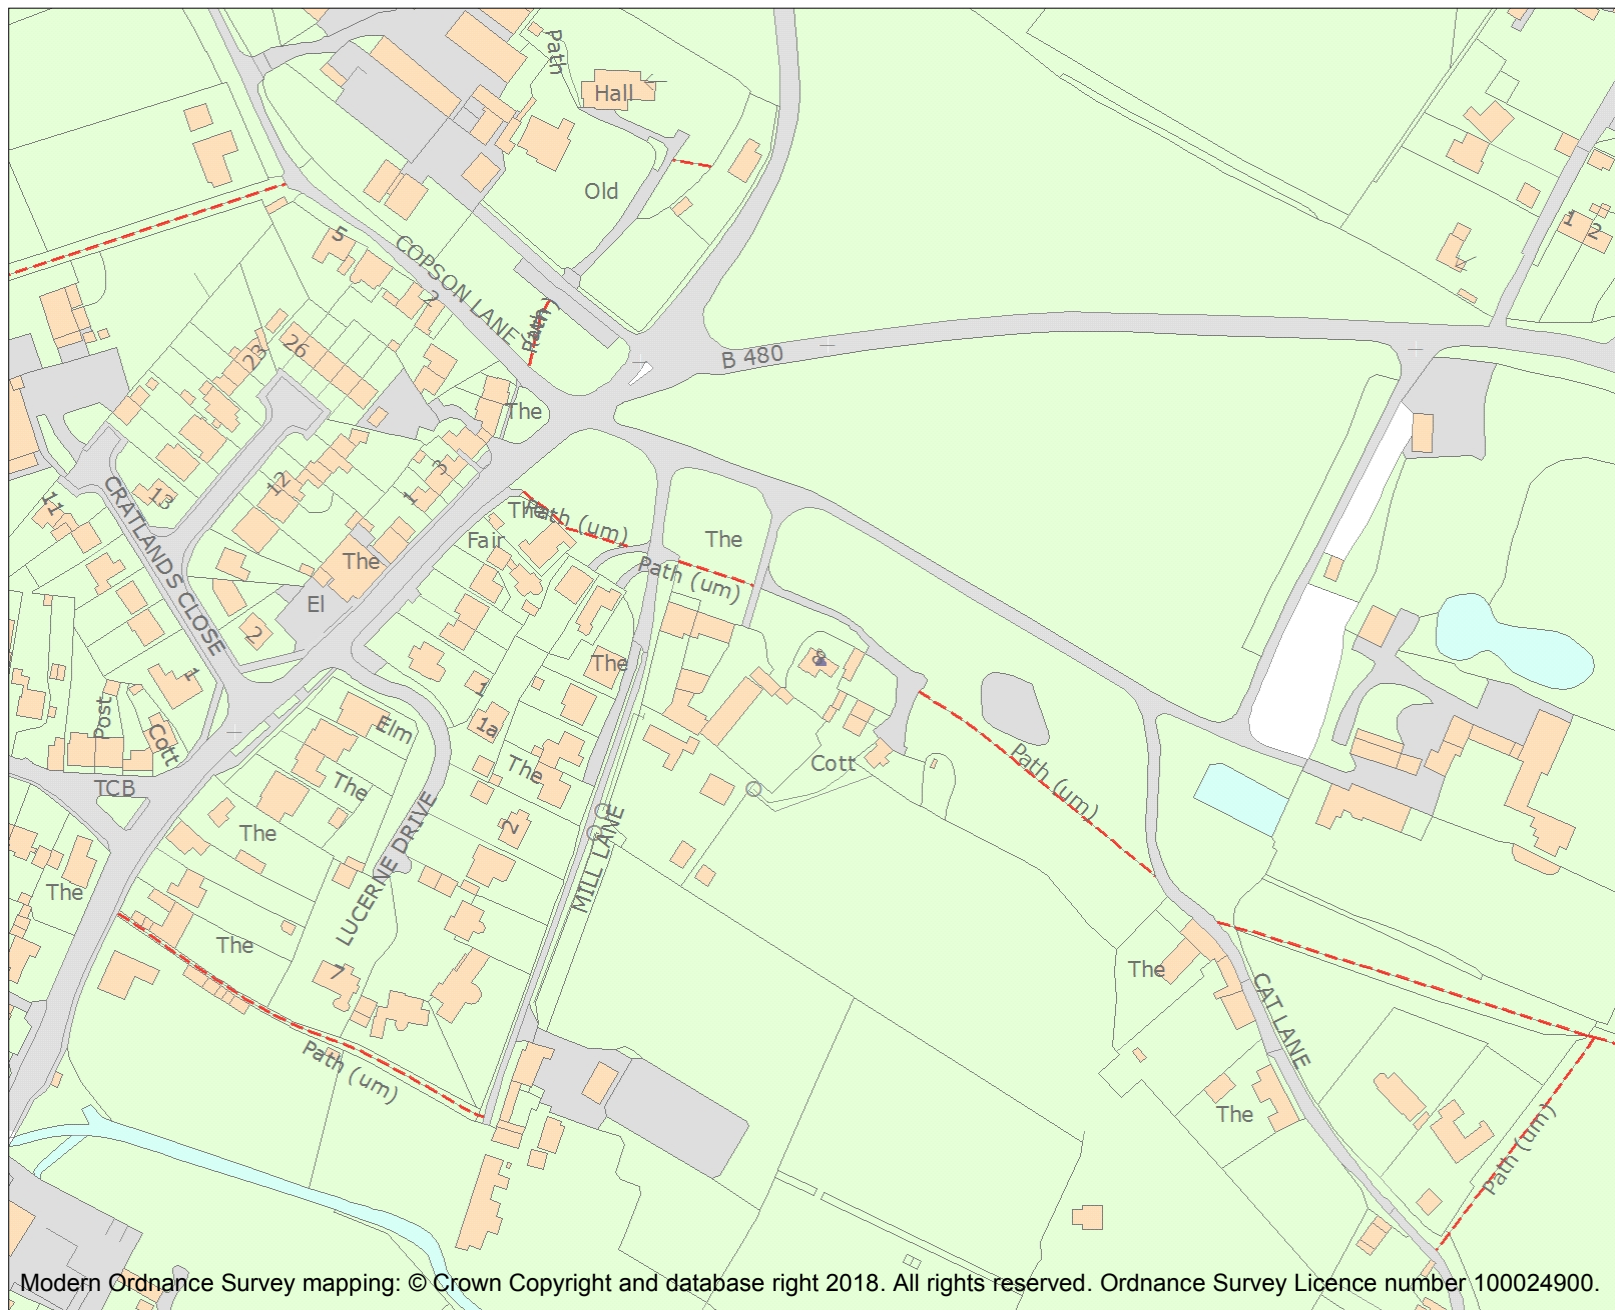 Path
Hall
Old
1
2
5
COPSON LANE
2
Path
B 480
23
26
The
3
1
12
13
11
CRATLANDS CLOSE
The
Path (um)
Fair
The
The
Path (um)
El
2
The
8
1
1
1a
Post
Cott
Elm
The
The
Cott
Path (um)
TCB
The
2
LUCERNE DRIVE
MILL LANE
The
The
7
The
CAT LANE
Path (um)
The
Path (um)
Modern Ordnance Survey mapping: © Crown Copyright and database right 2018. All rights reserved. Ordnance Survey Licence number 100024900.